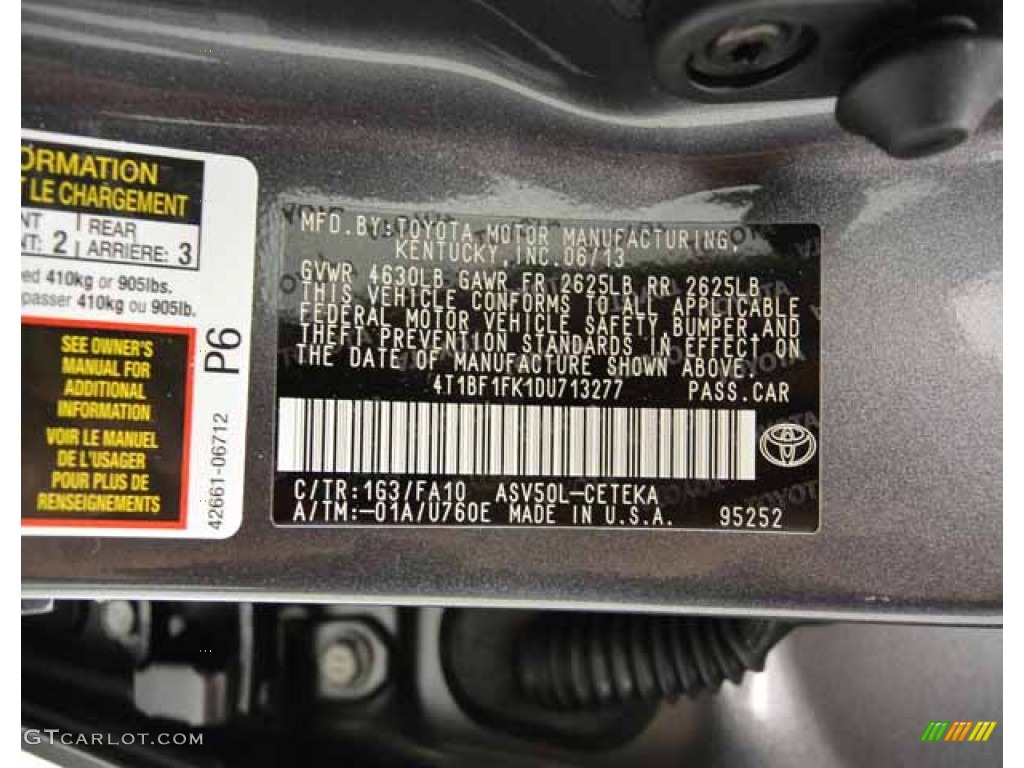 ORMATION
LE CHARGEMENT
NT REAR
NT: 2 ARRIÈRE: 3
ed 410kg or 905lbs.
passer 410kg ou 905lb.
SEE OWNER'S
MANUAL FOR
ADDITIONAL
INFORMATION
VOIR LE MANUEL
DE L'USAGER
POUR PLUS DE
RENSEIGNEMENTS
P6
42661-06712
MFD.BY:TOYOTA MOTOR MANUFACTURING,
KENTUCKY,INC.06/13
GVWR 4630LB GAWR FR 2625LB RR 2625LB
THIS VEHICLE CONFORMS TO ALL APPLICABLE
FEDERAL MOTOR VEHICLE SAFETY,BUMPER,AND
THEFT PREVENTION STANDARDS IN EFFECT ON
THE DATE OF MANUFACTURE SHOWN ABOVE.
4T1BF1FK1DU713277 PASS.CAR
C/TR:1G3/FA10 ASV50L-CETEKA
A/TM:-01A/U760E MADE IN U.S.A. 95252
GTCARLOT.COM